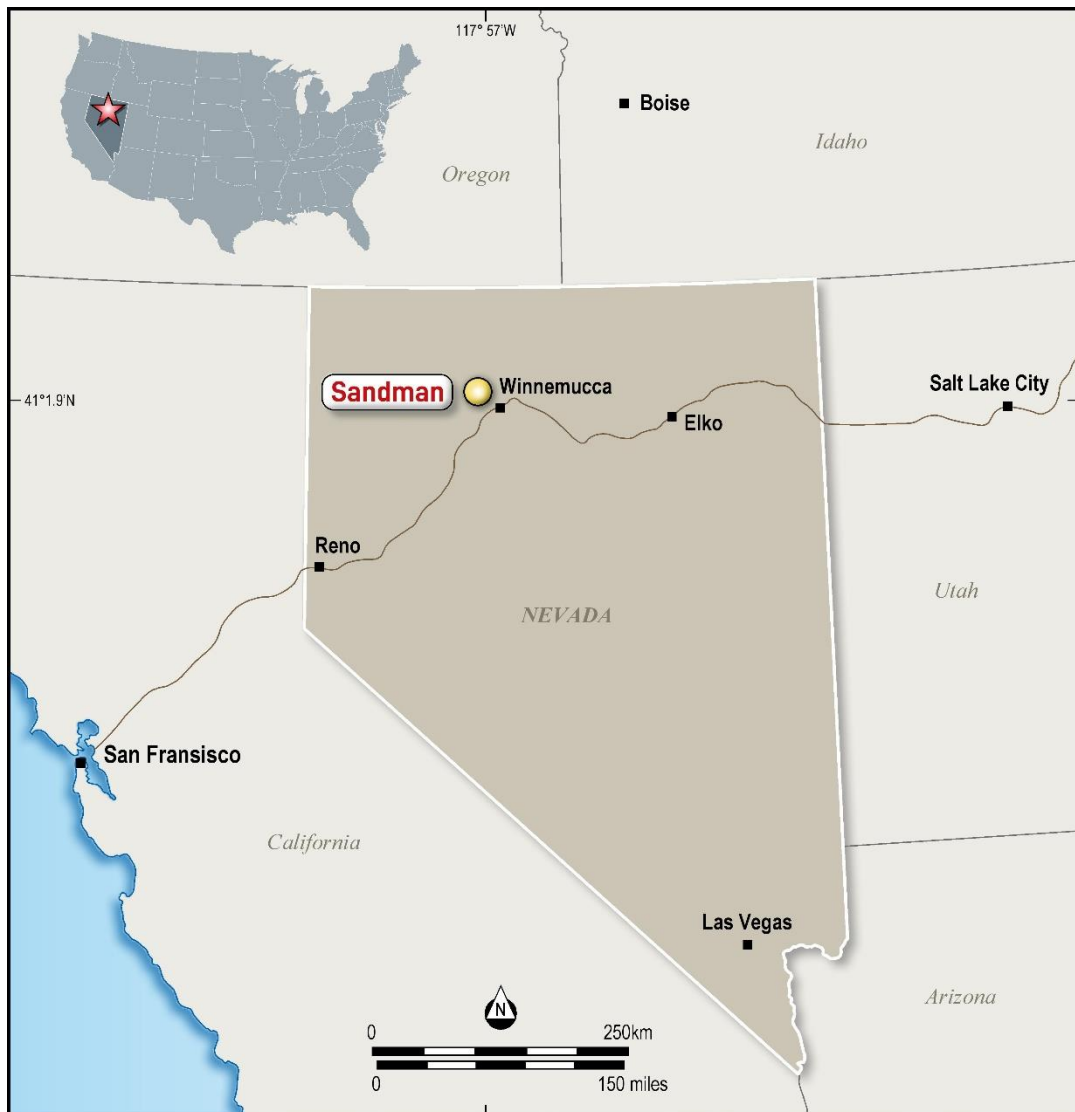 117° 57'W
Boise
Idaho
Oregon
Sandman
Winnemucca
Salt Lake City
41°1.9'N
Elko
Reno
Utah
NEVADA
San Fransisco
California
Las Vegas
Arizona
N
0 250km
0 150 miles